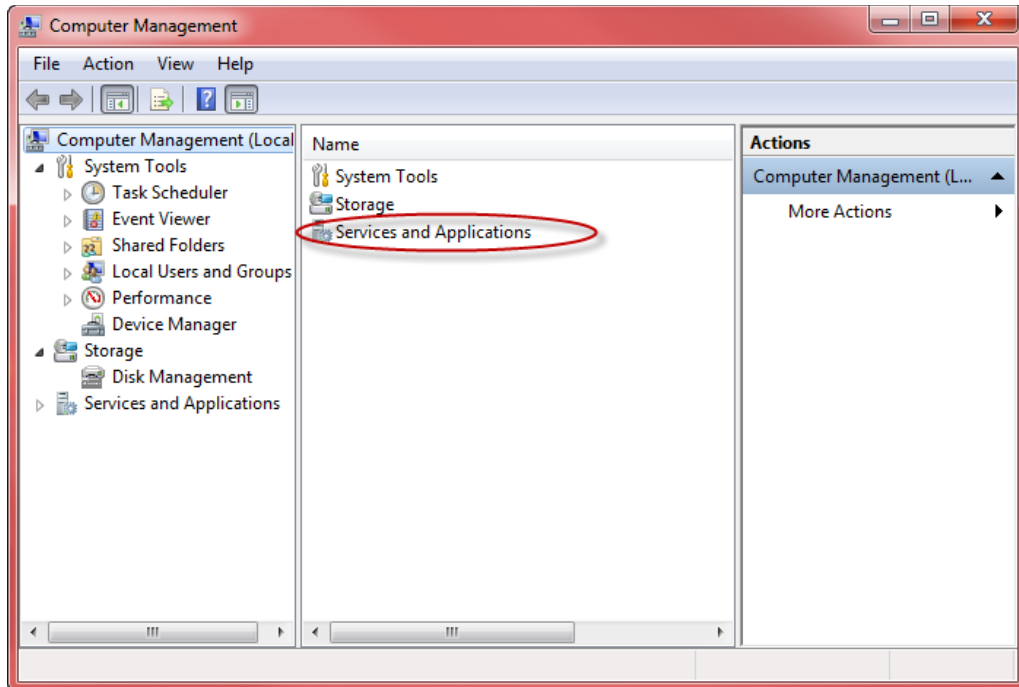 Computer Management
File Action View Help
Computer Management (Local
System Tools
Task Scheduler
Event Viewer
Shared Folders
Local Users and Groups
Performance
Device Manager
Storage
Disk Management
Services and Applications
Name
System Tools
Storage
Services and Applications
Actions
Computer Management (L...
More Actions